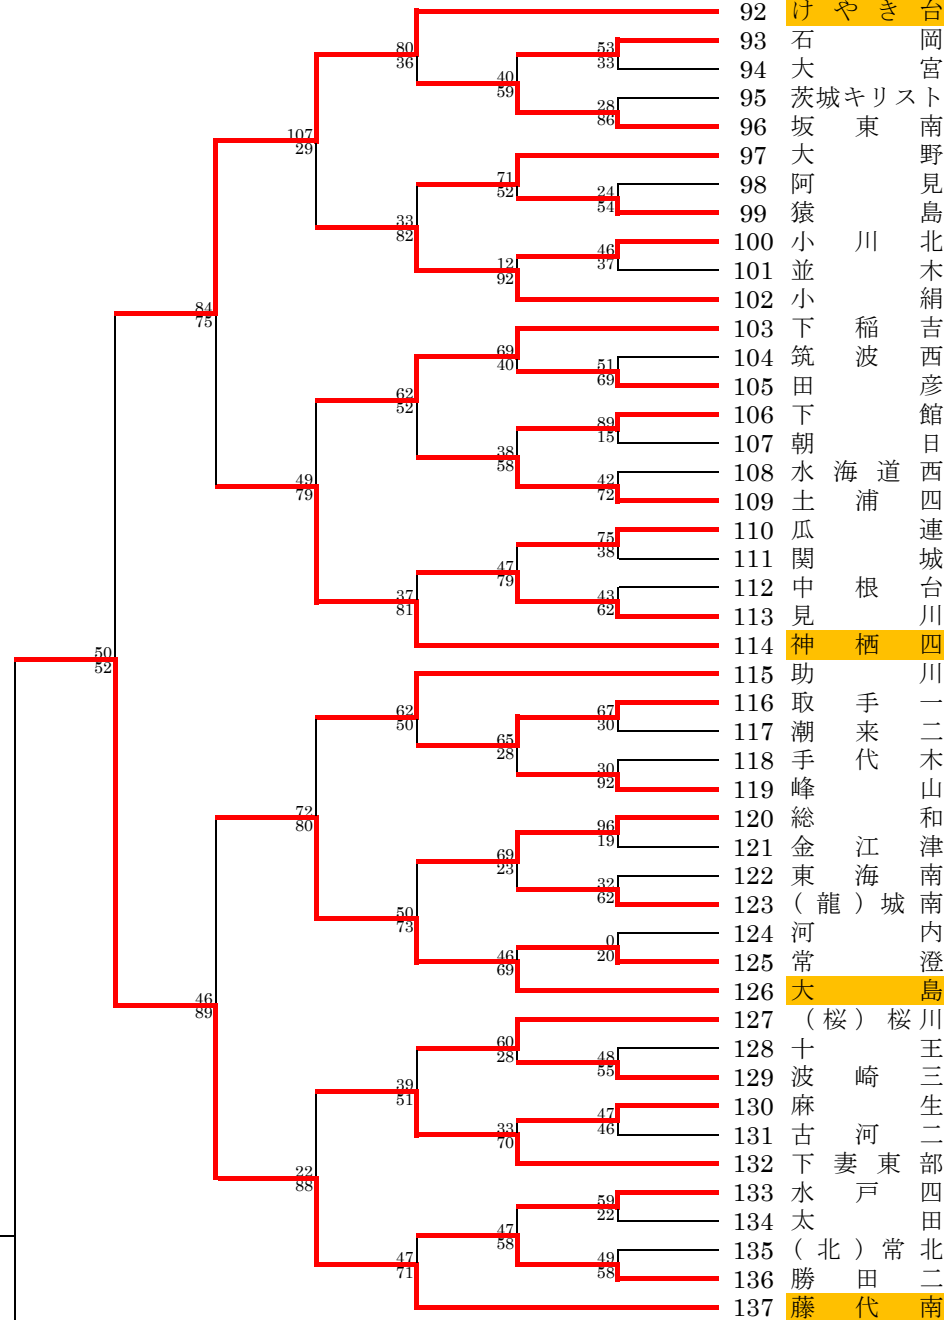 92 けやき台
80
36
93 石岡
53
33
94 大宮
40
59
95 茨城キリスト
28
86
96 坂東南
107
29
97 大野
71
52
98 阿見
24
54
99 猿島
33
82
100 小川北
46
37
101 並木
12
92
102 小絹
84
75
103 下稲吉
69
40
104 筑波西
51
69
105 田彦
62
52
106 下館
89
15
107 朝日
38
58
108 水海道西
42
72
109 土浦四
49
79
110 瓜連
75
38
111 関城
47
79
112 中根台
43
62
113 見川
37
81
114 神栖四
50
52
115 助川
62
50
116 取手一
67
30
117 潮来二
65
28
118 手代木
30
92
119 峰山
72
80
120 総和
96
19
121 金江津
69
23
122 東海南
32
62
123 (龍)城南
50
73
124 河内
0
20
125 常澄
46
69
126 大島
46
89
127 (桜)桜川
60
28
128 十王
48
55
129 波崎三
39
51
130 麻生
47
46
131 古河二
33
70
132 下妻東部
22
88
133 水戸四
59
22
134 太田
47
58
135 (北)常北
49
58
136 勝田二
47
71
137 藤代南